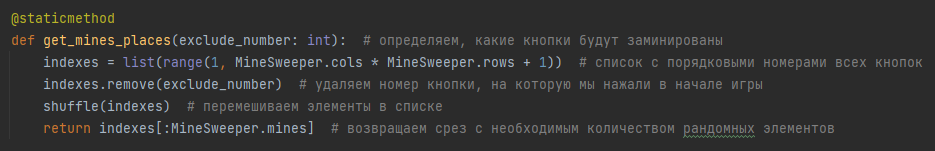 @staticmethod
def get_mines_places(exclude_number: int):  # определяем, какие кнопки будут заминированы
    indexes = list(range(1, MineSweeper.cols * MineSweeper.rows + 1))  # список с порядковыми номерами всех кнопок
    indexes.remove(exclude_number)  # удаляем номер кнопки, на которую мы нажали в начале игры
    shuffle(indexes)  # перемешиваем элементы в списке
    return indexes[:MineSweeper.mines]  # возвращаем срез с необходимым количеством рандомных элементов